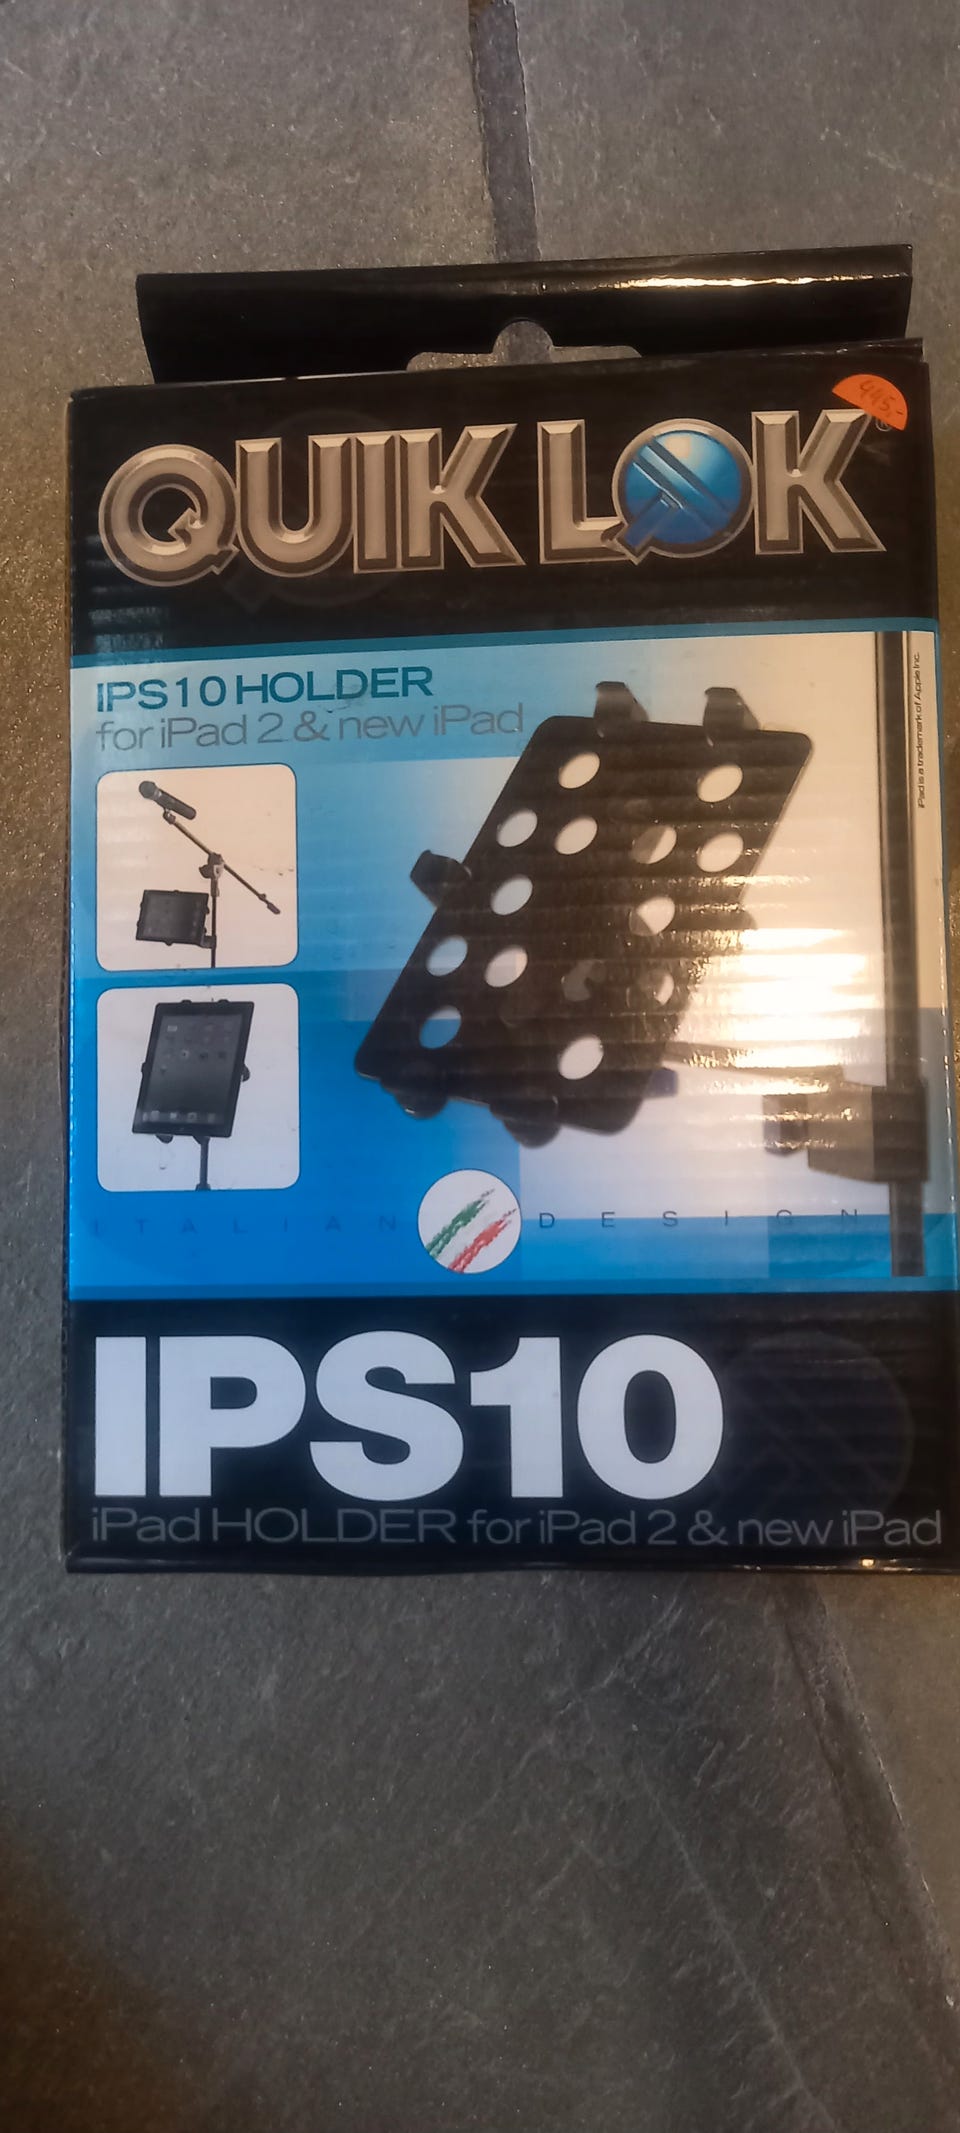 445.-
QUIK LOK
®
IPS10 HOLDER
for iPad 2 & new iPad
iPad is a trademark of Apple Inc.
ITALIAN DESIGN
IPS10
iPad HOLDER for iPad 2 & new iPad